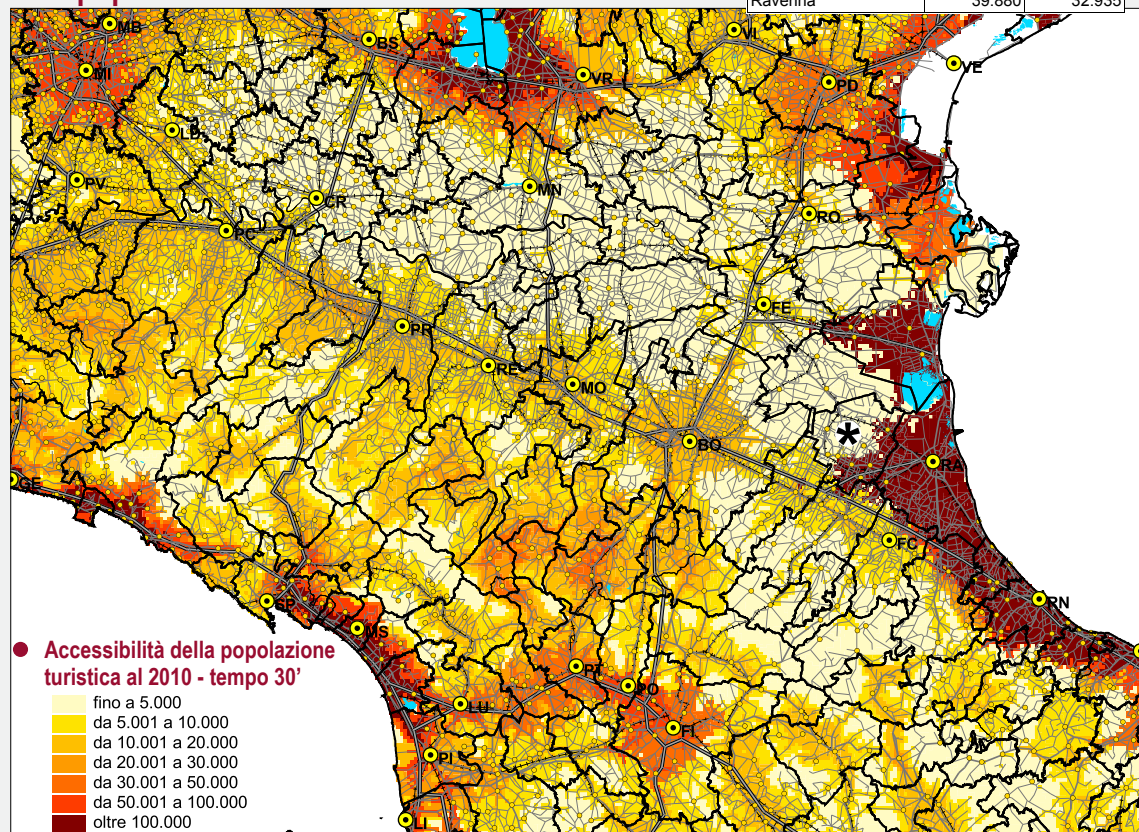 Ravenna 39.880 32.935
MB
BS
VI
MI
VR
PD
VE
LO
PV
MN
CR
RO
PC
FE
PR
RE
MO
*
BO
RA
GE
FC
SP
RN
MS
Accessibilità della popolazione
turistica al 2010 - tempo 30'
PT
PO
LU
FI
PI
LI
fino a 5.000
da 5.001 a 10.000
da 10.001 a 20.000
da 20.001 a 30.000
da 30.001 a 50.000
da 50.001 a 100.000
oltre 100.000